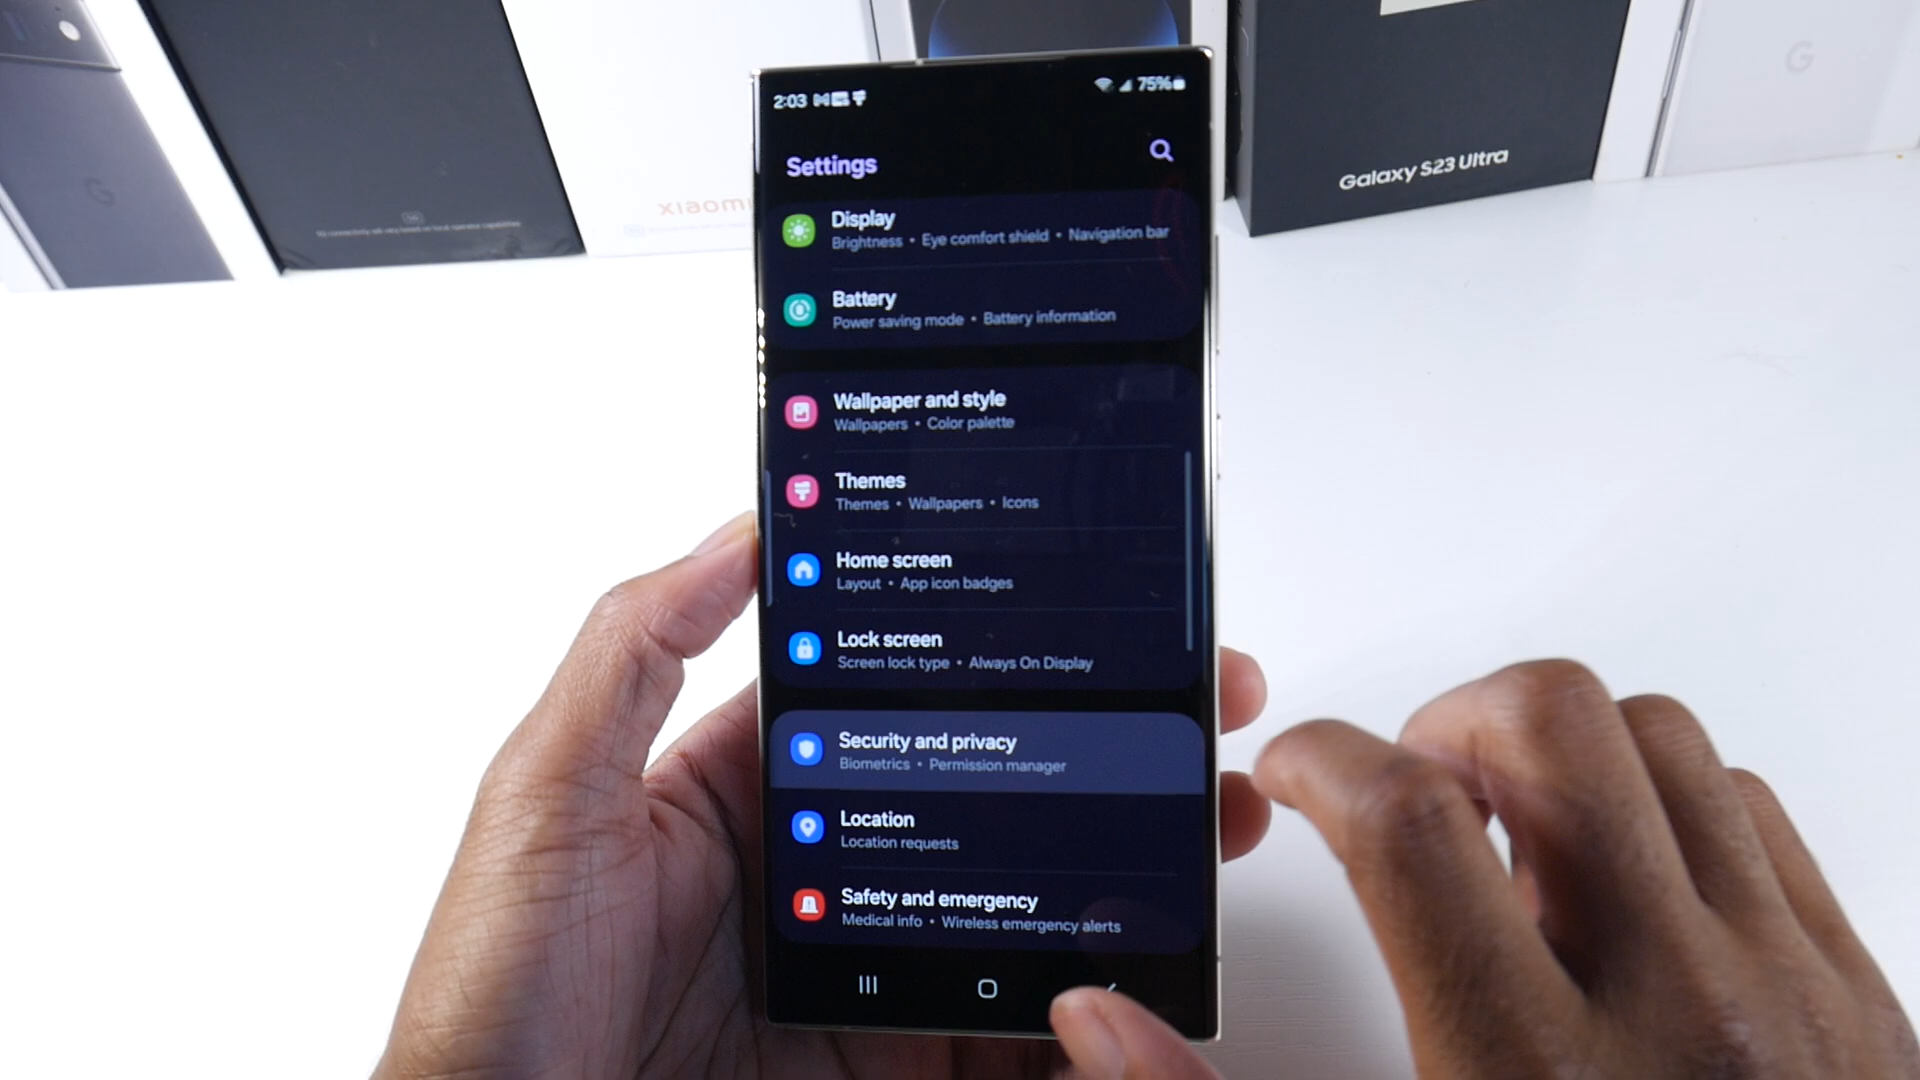 xiaomi
Galaxy S23 Ultra
G
G
2:03
75%
Settings
Display
Brightness • Eye comfort shield • Navigation bar
Battery
Power saving mode • Battery information
Wallpaper and style
Wallpapers • Color palette
Themes
Themes • Wallpapers • Icons
Home screen
Layout • App icon badges
Lock screen
Screen lock type • Always On Display
Security and privacy
Biometrics • Permission manager
Location
Location requests
Safety and emergency
Medical info • Wireless emergency alerts